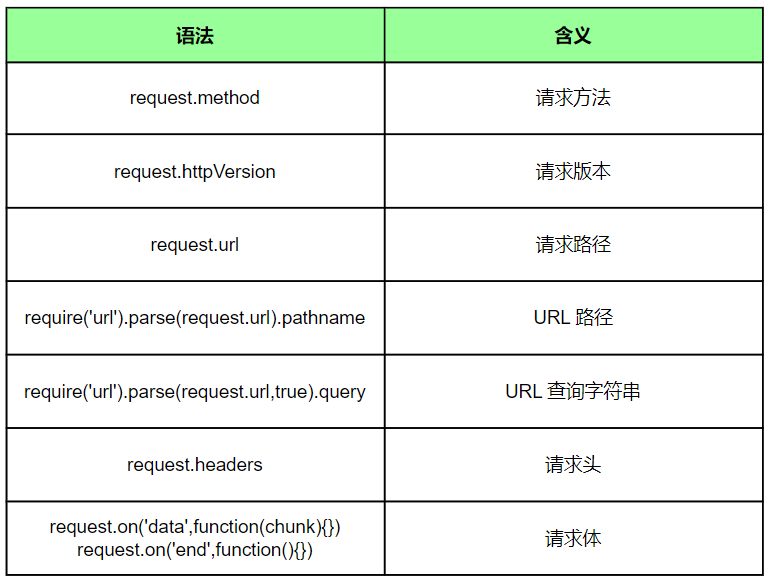 语法 含义
request.method 请求方法
request.httpVersion 请求版本
request.url 请求路径
require('url').parse(request.url).pathname URL 路径
require('url').parse(request.url,true).query URL 查询字符串
request.headers 请求头
request.on('data',function(chunk){})
request.on('end',function(){})
请求体